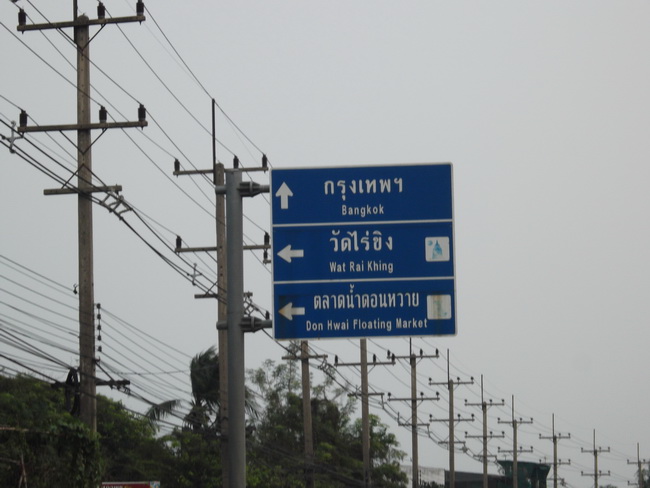 กรุงเทพฯ
Bangkok
วัดไร่ขิง
Wat Rai Khing
ตลาดน้ำดอนหวาย
Don Hwai Floating Market